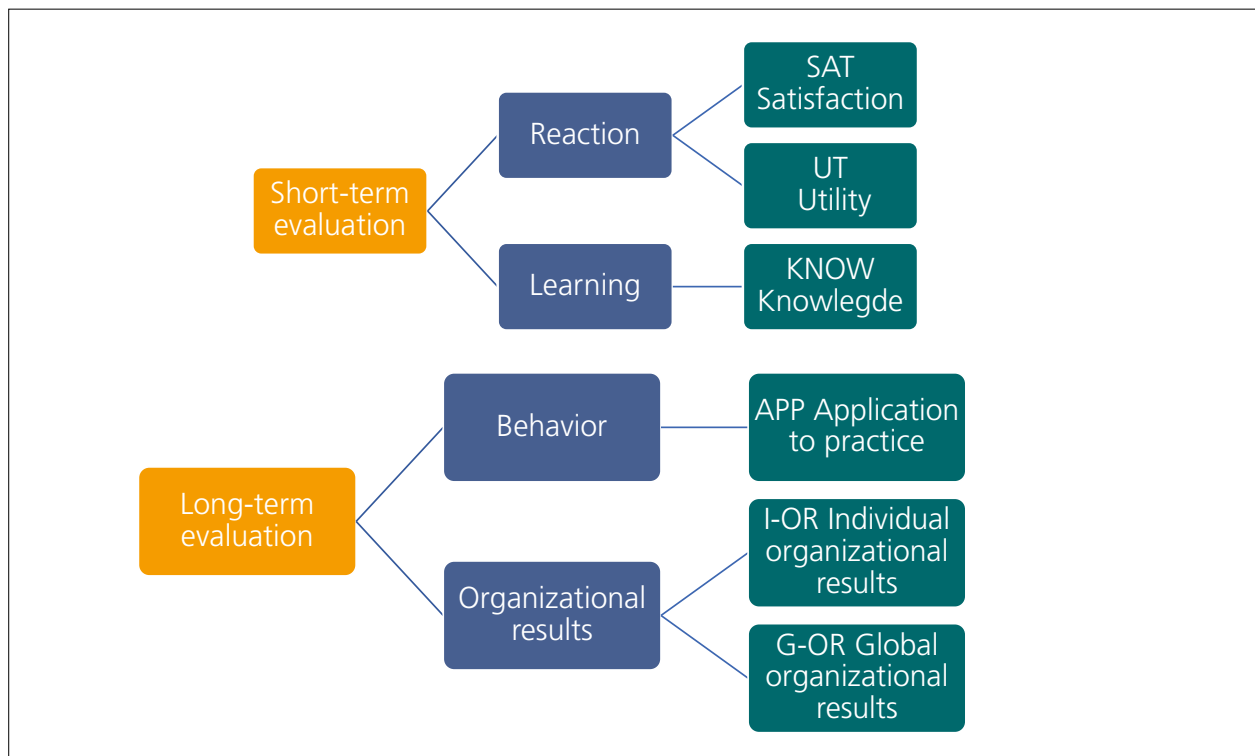 SAT
Satisfaction
Reaction
UT
Utility
Short-term
evaluation
Learning
KNOW
Knowlegde
Behavior
APP Application
to practice
Long-term
evaluation
I-OR Individual
organizational
results
Organizational
results
G-OR Global
organizational
results